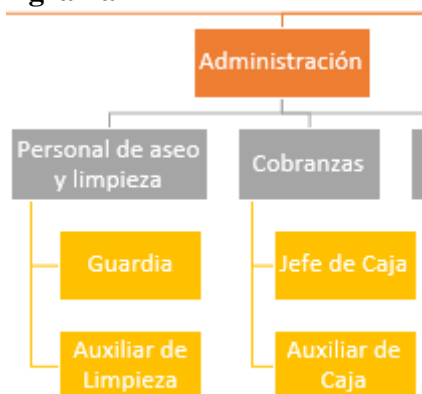 Administración
Personal de aseo
y limpieza
Cobranzas
Guardia
Jefe de Caja
Auxiliar de
Limpieza
Auxiliar de
Caja